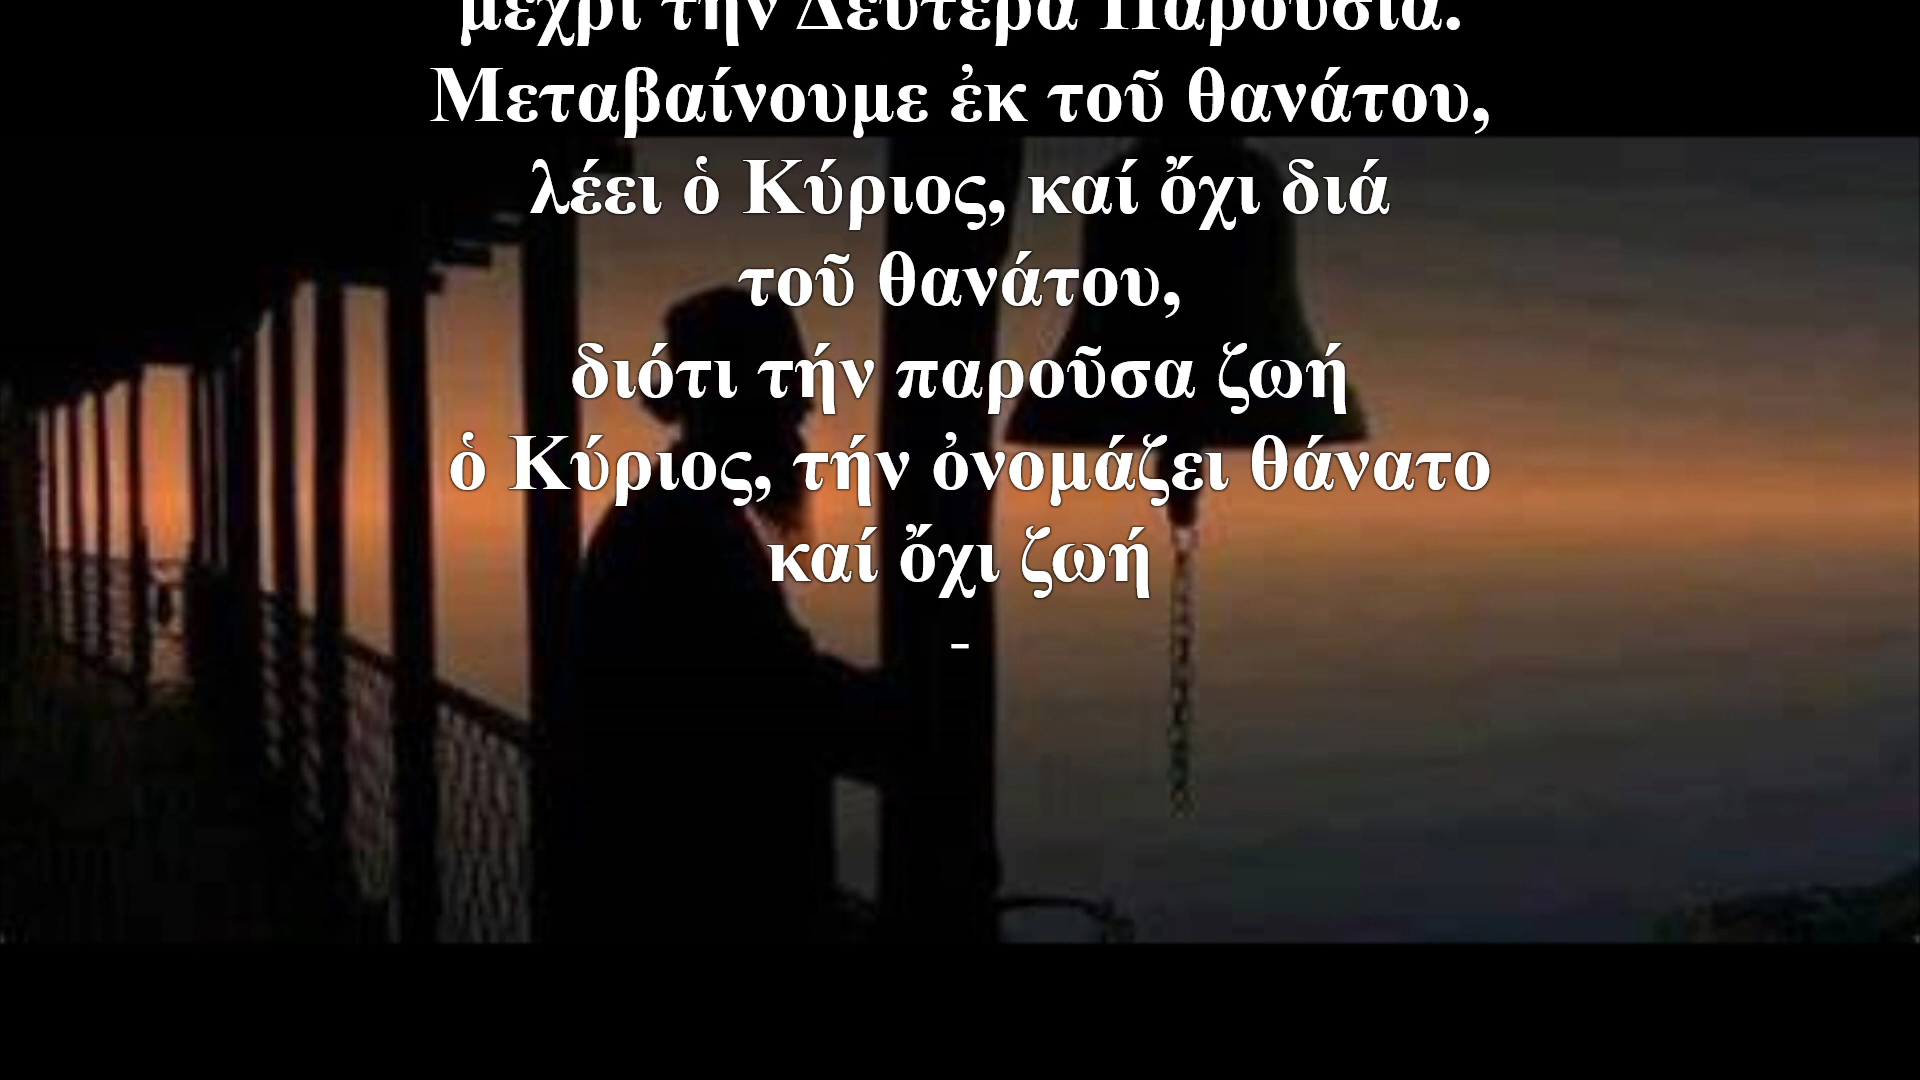 μέχρι τήν Δευτέρα Παρουσία.
Μεταβαίνουμε ἐκ τοῦ θανάτου,
λέει ὁ Κύριος, καί ὄχι διά
τοῦ θανάτου,
διότι τήν παροῦσα ζωή
ὁ Κύριος, τήν ὀνομάζει θάνατο
καί ὄχι ζωή
-